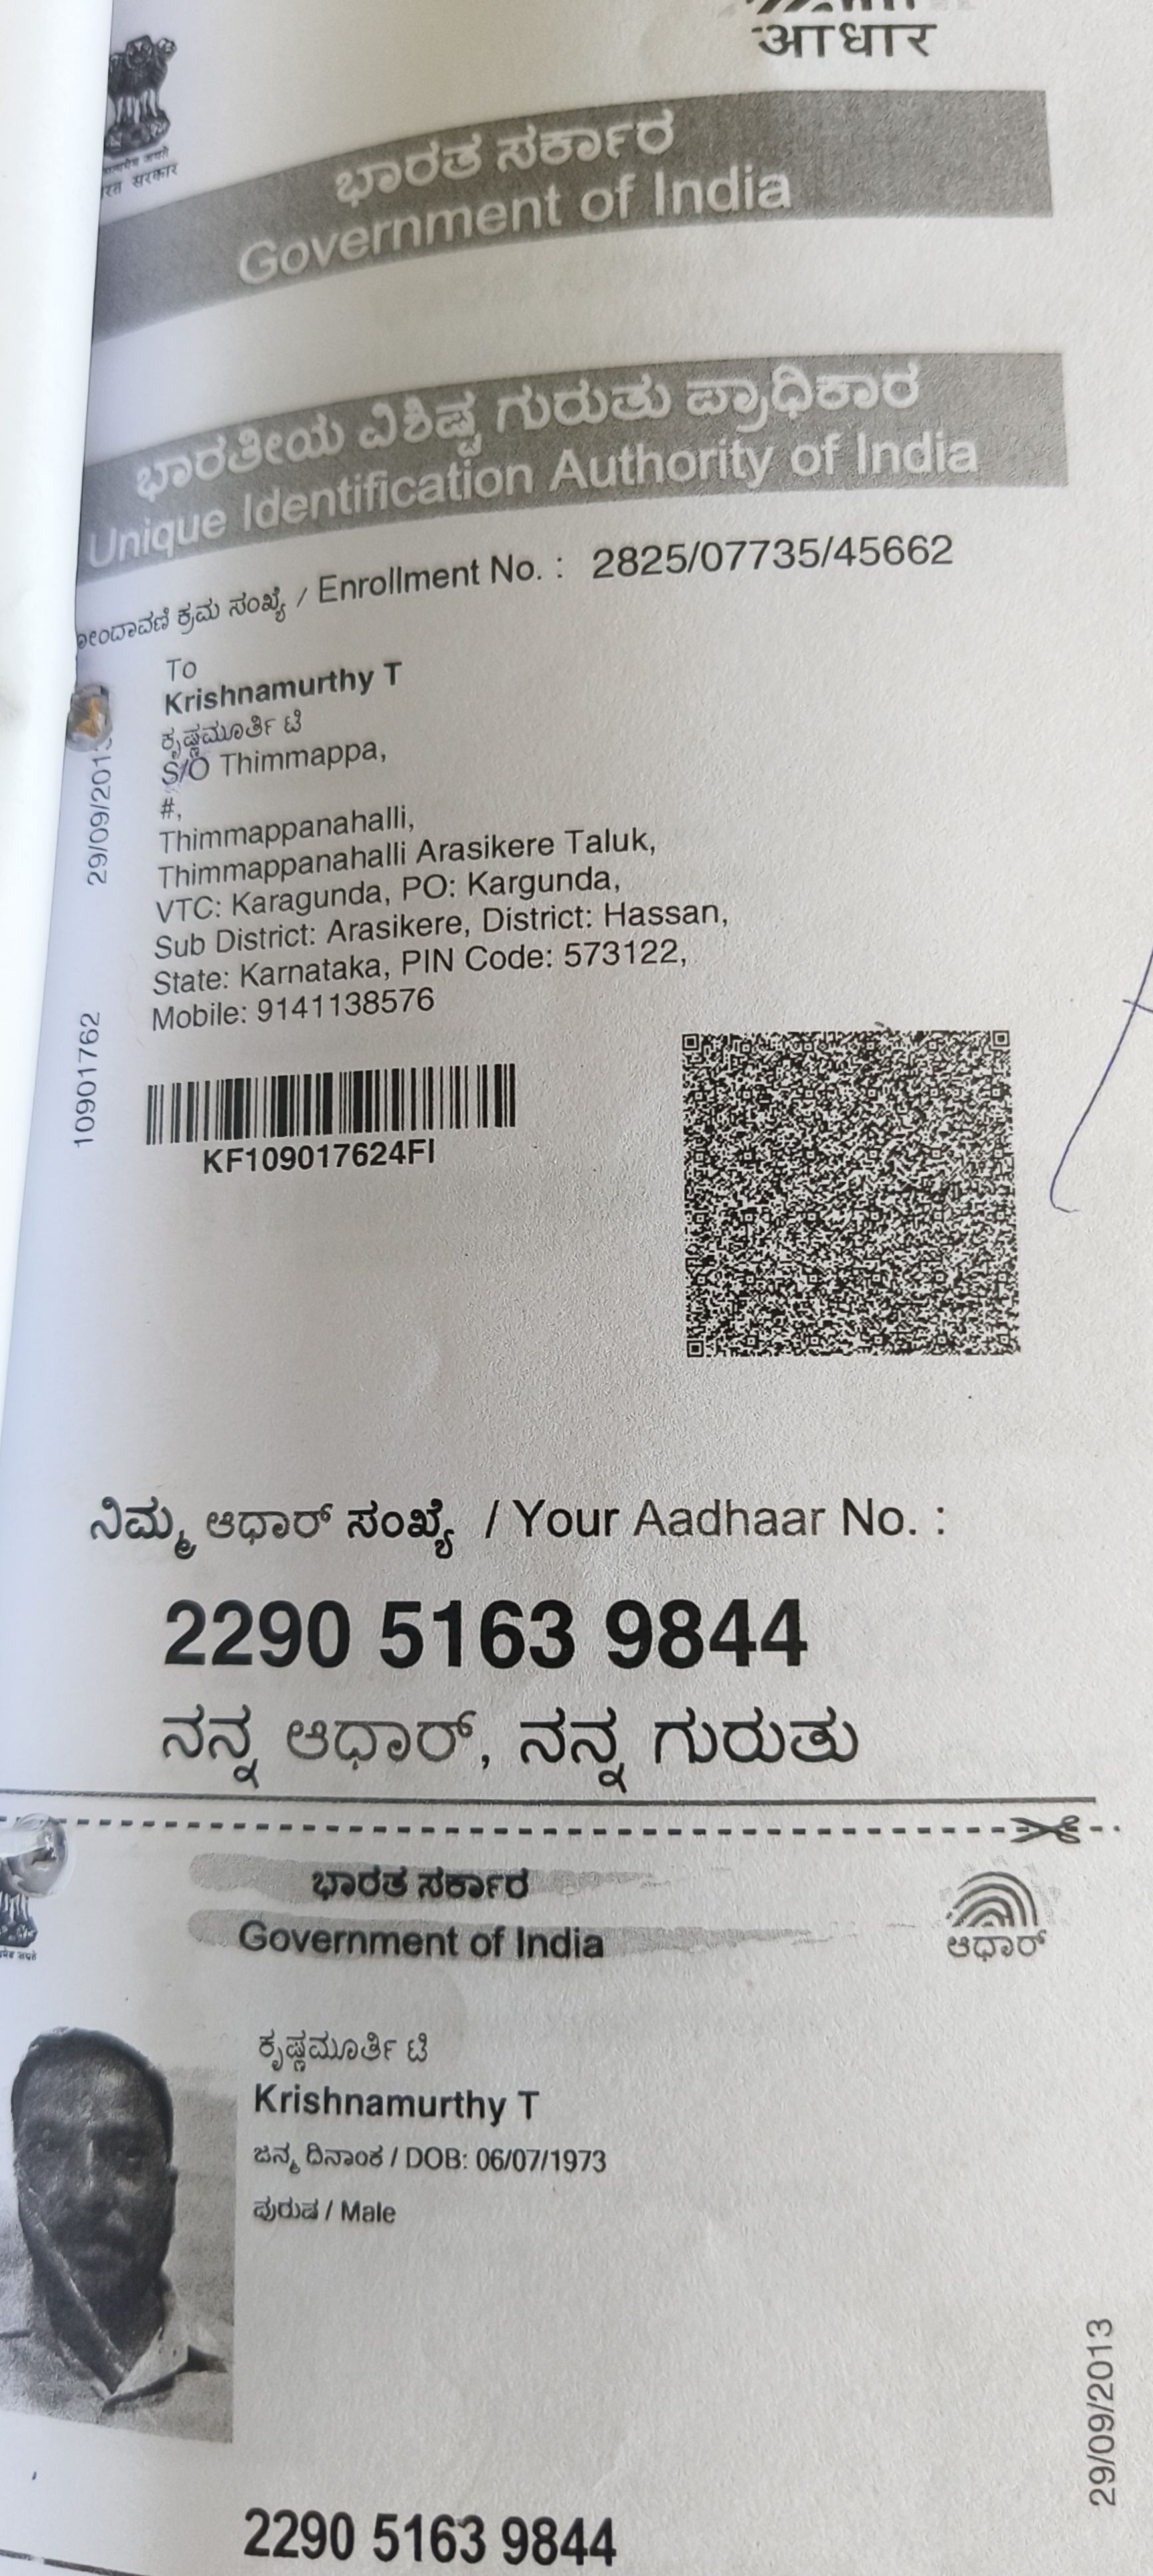 आधार
ಭಾರತ ಸರ್ಕಾರ
Government of India
ಭಾರತೀಯ ವಿಶಿಷ್ಟ ಗುರುತು ಪ್ರಾಧಿಕಾರ
Unique Identification Authority of India
ಕ್ರಮ ಸಂಖ್ಯೆ / Enrollment No. : 2825/07735/45662
To
Krishnamurthy T
ಕೃಷ್ಣಮೂರ್ತಿ ಟಿ
S/O Thimmappa,
#,
Thimmappanahalli,
Thimmappanahalli Arasikere Taluk,
VTC: Karagunda, PO: Kargunda,
Sub District: Arasikere, District: Hassan,
State: Karnataka, PIN Code: 573122,
Mobile: 9141138576
10901762
KF109017624FI
ನಿಮ್ಮ ಆಧಾರ್ ಸಂಖ್ಯೆ / Your Aadhaar No. :
2290 5163 9844
ನನ್ನ ಆಧಾರ್, ನನ್ನ ಗುರುತು
ಭಾರತ ಸರ್ಕಾರ
Government of India
ಆಧಾರ್
ಕೃಷ್ಣಮೂರ್ತಿ ಟಿ
Krishnamurthy T
ಜನ್ಮ ದಿನಾಂಕ / DOB: 06/07/1973
ಪುರುಷ / Male
29/09/2013
2290 5163 9844